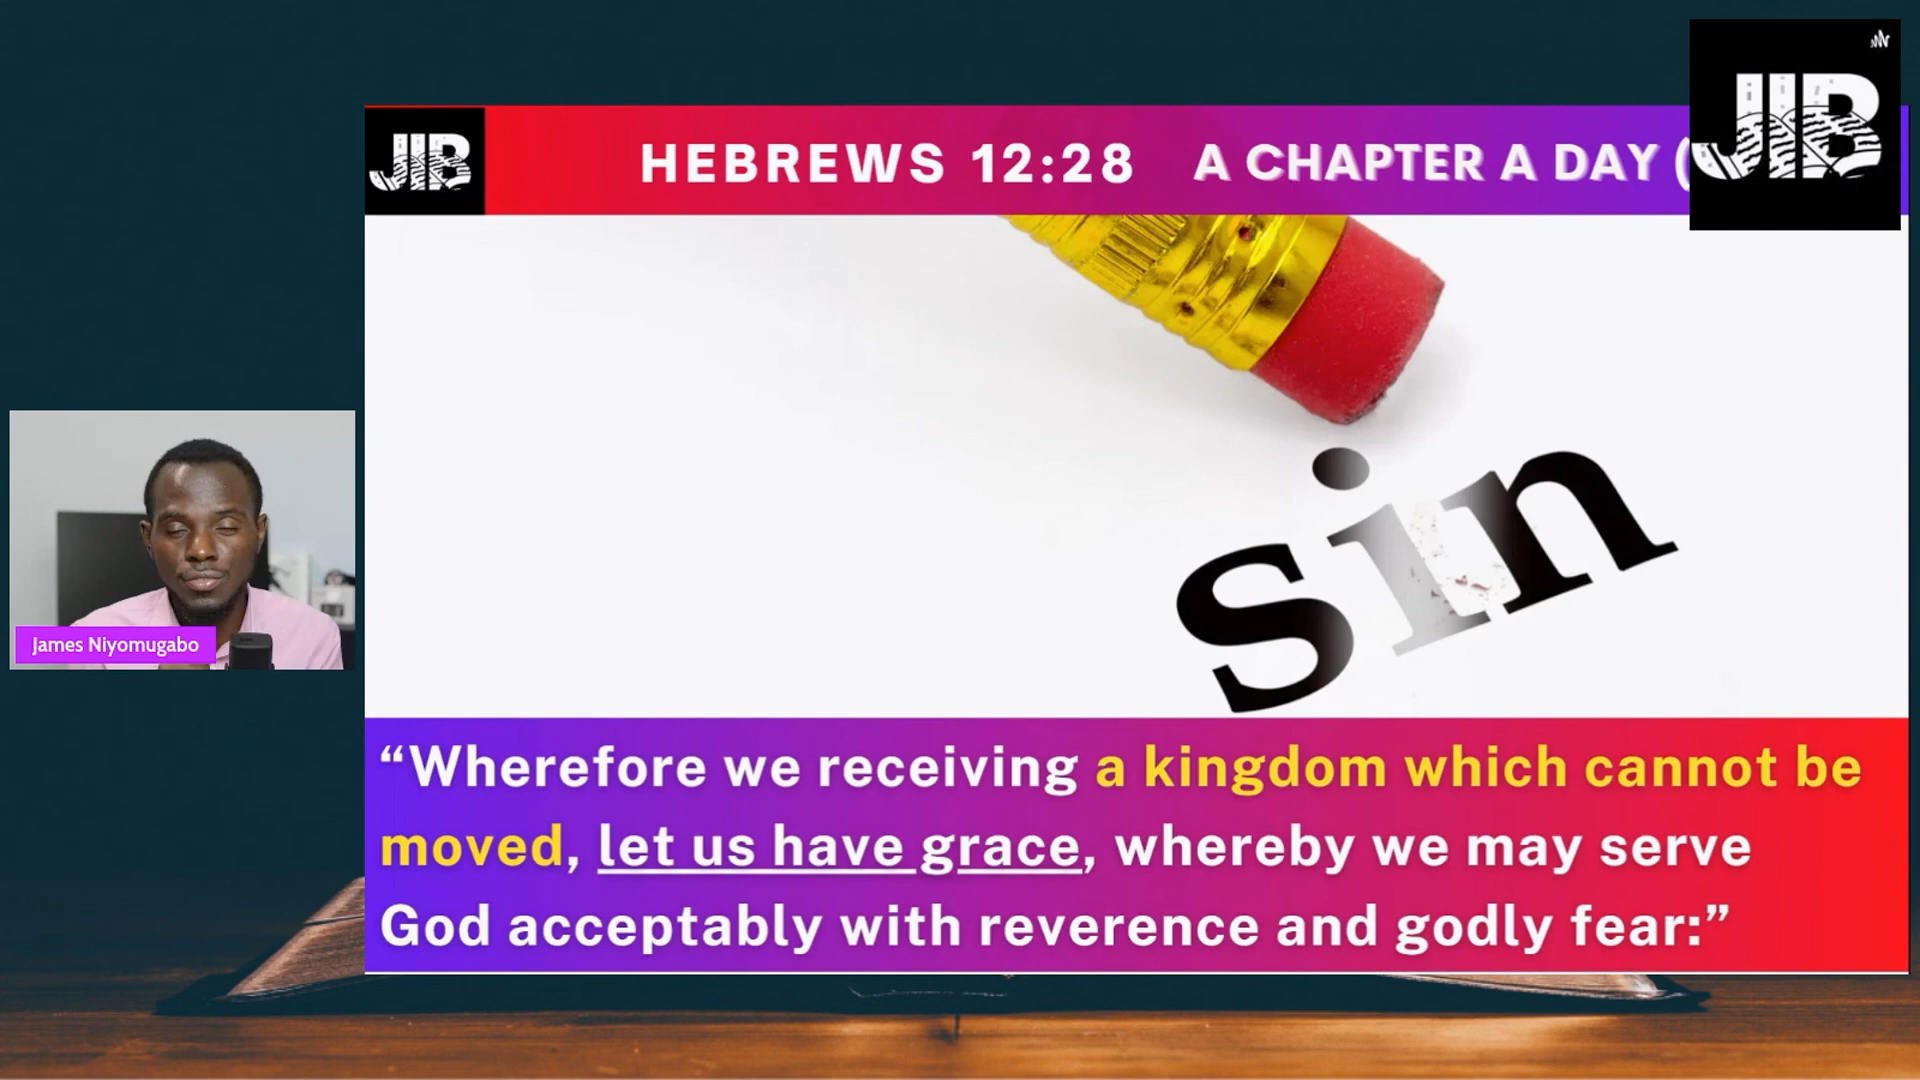 JIB
JIB
HEBREWS 12:28 A CHAPTER A DAY (
sin
James Niyomugabo
“Wherefore we receiving a kingdom which cannot be
moved, let us have grace, whereby we may serve
God acceptably with reverence and godly fear:”